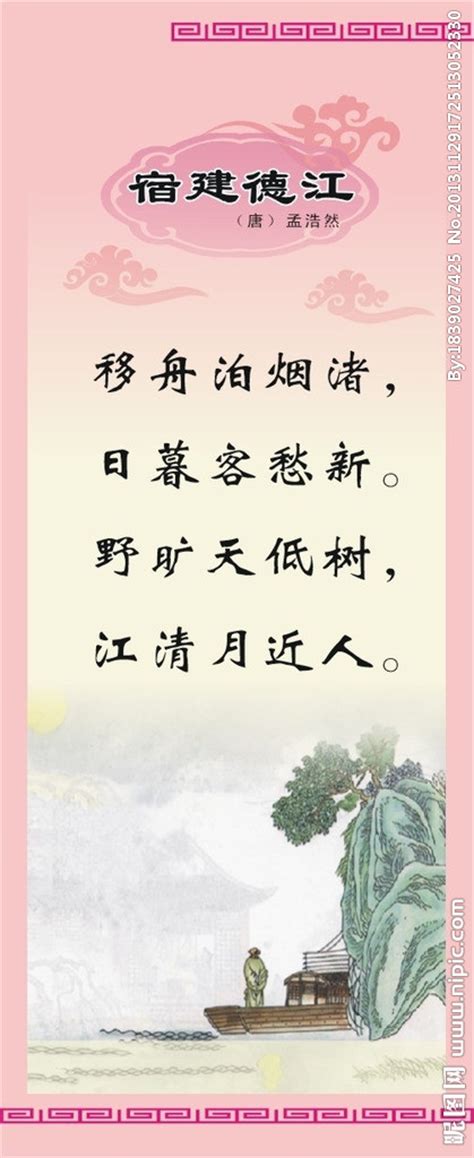 宿建德江
（唐）孟浩然
移舟泊烟渚，
日暮客愁新。
野旷天低树，
江清月近人。
By:1839027425 No.20131129172513052330
昵图网 www.nipic.com